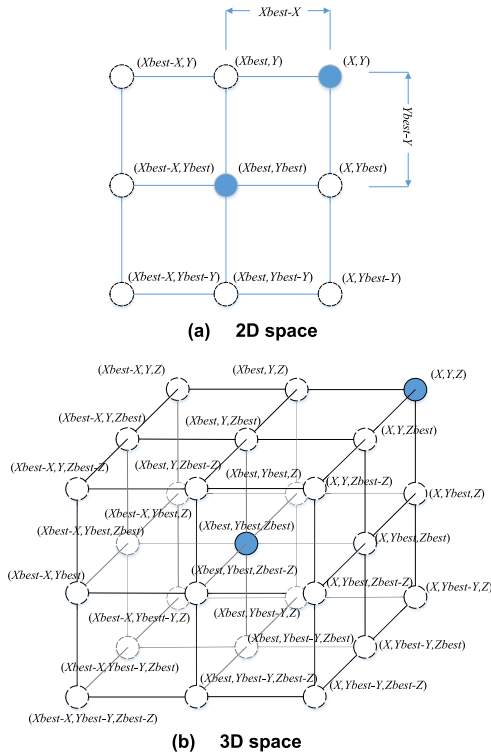 Xbest-X
(Xbest-X,Y)
(Xbest,Y)
(X,Y)
Ybest-Y
(Xbest-X,Ybest)
(Xbest,Ybest)
(X,Ybest)
(Xbest-X,Ybest-Y)
(Xbest,Ybest-Y)
(X,Ybest-Y)
(a) 2D space
(Xbest-X,Y,Z)
(Xbest,Y,Z)
(X,Y,Z)
(Xbest-X,Y,Zbest)
(Xbest,Y,Zbest)
(X,Y,Zbest)
(Xbest-X,Y,Zbest-Z)
(Xbest,Y,Zbest-Z)
(Xbest,Ybest,Z)
(X,Y,Zbest-Z)
(X,Ybest,Z)
(Xbest-X,Ybest,Z)
(Xbest-X,Ybest,Zbest)
(Xbest,Ybest,Zbest)
(X,Ybest,Zbest)
(Xbest-X,Ybest)
(Xbest,Ybest,Zbest-Z)
(X,Ybest,Zbest-Z)
(X,Ybest-Y,Z)
(Xbest-X,Ybest-Y,Z)
(Xbest,Ybest-Y,Z)
(Xbest-X,Ybest-Y,Zbest)
(Xbest,Ybest-Y,Zbest)
(X,Ybest-Y,Zbest)
(Xbest-X,Ybest-Y,Zbest-Z)
(Xbest,Ybest-Y,Zbest-Z)
(X,Ybest-Y,Zbest-Z)
(b) 3D space